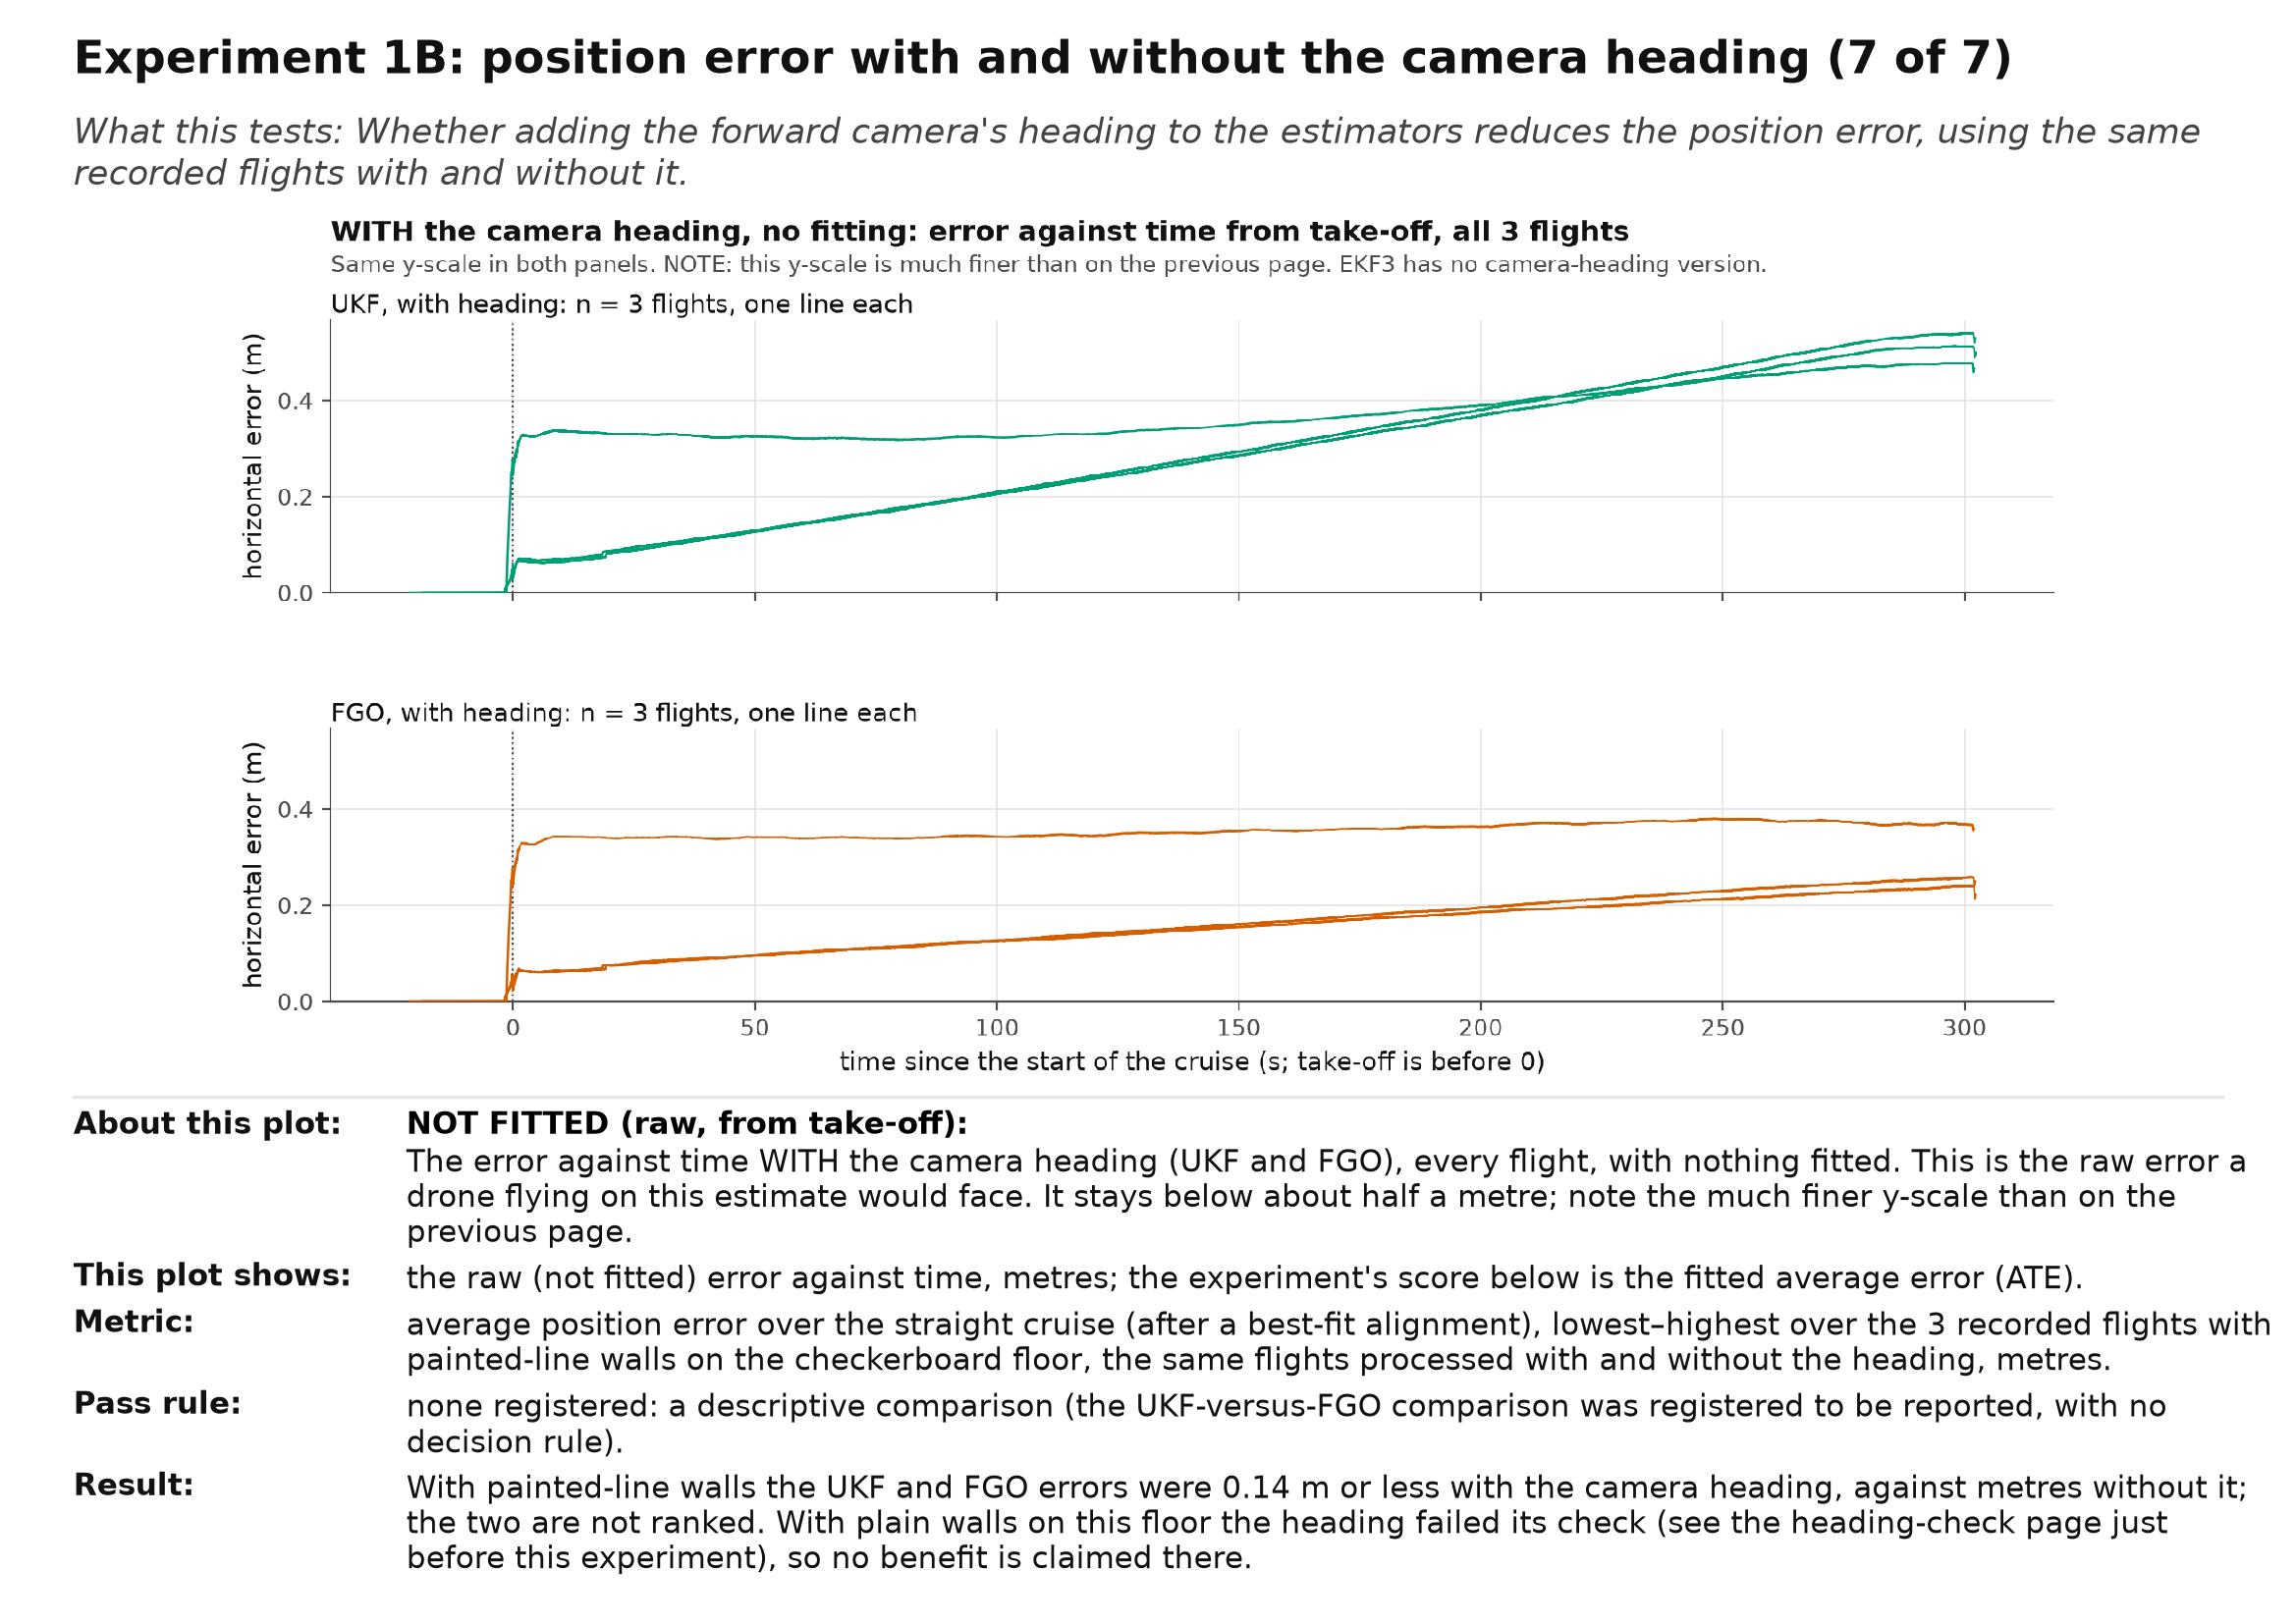 Experiment 1B: position error with and without the camera heading (7 of 7)
What this tests: Whether adding the forward camera's heading to the estimators reduces the position error, using the same
recorded flights with and without it.
WITH the camera heading, no fitting: error against time from take-off, all 3 flights
Same y-scale in both panels. NOTE: this y-scale is much finer than on the previous page. EKF3 has no camera-heading version.
UKF, with heading: n = 3 flights, one line each
horizontal error (m)
0.4
0.2
0.0
FGO, with heading: n = 3 flights, one line each
horizontal error (m)
0.4
0.2
0.0
0 50 100 150 200 250 300
time since the start of the cruise (s; take-off is before 0)
About this plot: NOT FITTED (raw, from take-off):
The error against time WITH the camera heading (UKF and FGO), every flight, with nothing fitted. This is the raw error a
drone flying on this estimate would face. It stays below about half a metre; note the much finer y-scale than on the
previous page.
This plot shows: the raw (not fitted) error against time, metres; the experiment's score below is the fitted average error (ATE).
Metric: average position error over the straight cruise (after a best-fit alignment), lowest–highest over the 3 recorded flights with
painted-line walls on the checkerboard floor, the same flights processed with and without the heading, metres.
Pass rule: none registered: a descriptive comparison (the UKF-versus-FGO comparison was registered to be reported, with no
decision rule).
Result: With painted-line walls the UKF and FGO errors were 0.14 m or less with the camera heading, against metres without it;
the two are not ranked. With plain walls on this floor the heading failed its check (see the heading-check page just
before this experiment), so no benefit is claimed there.